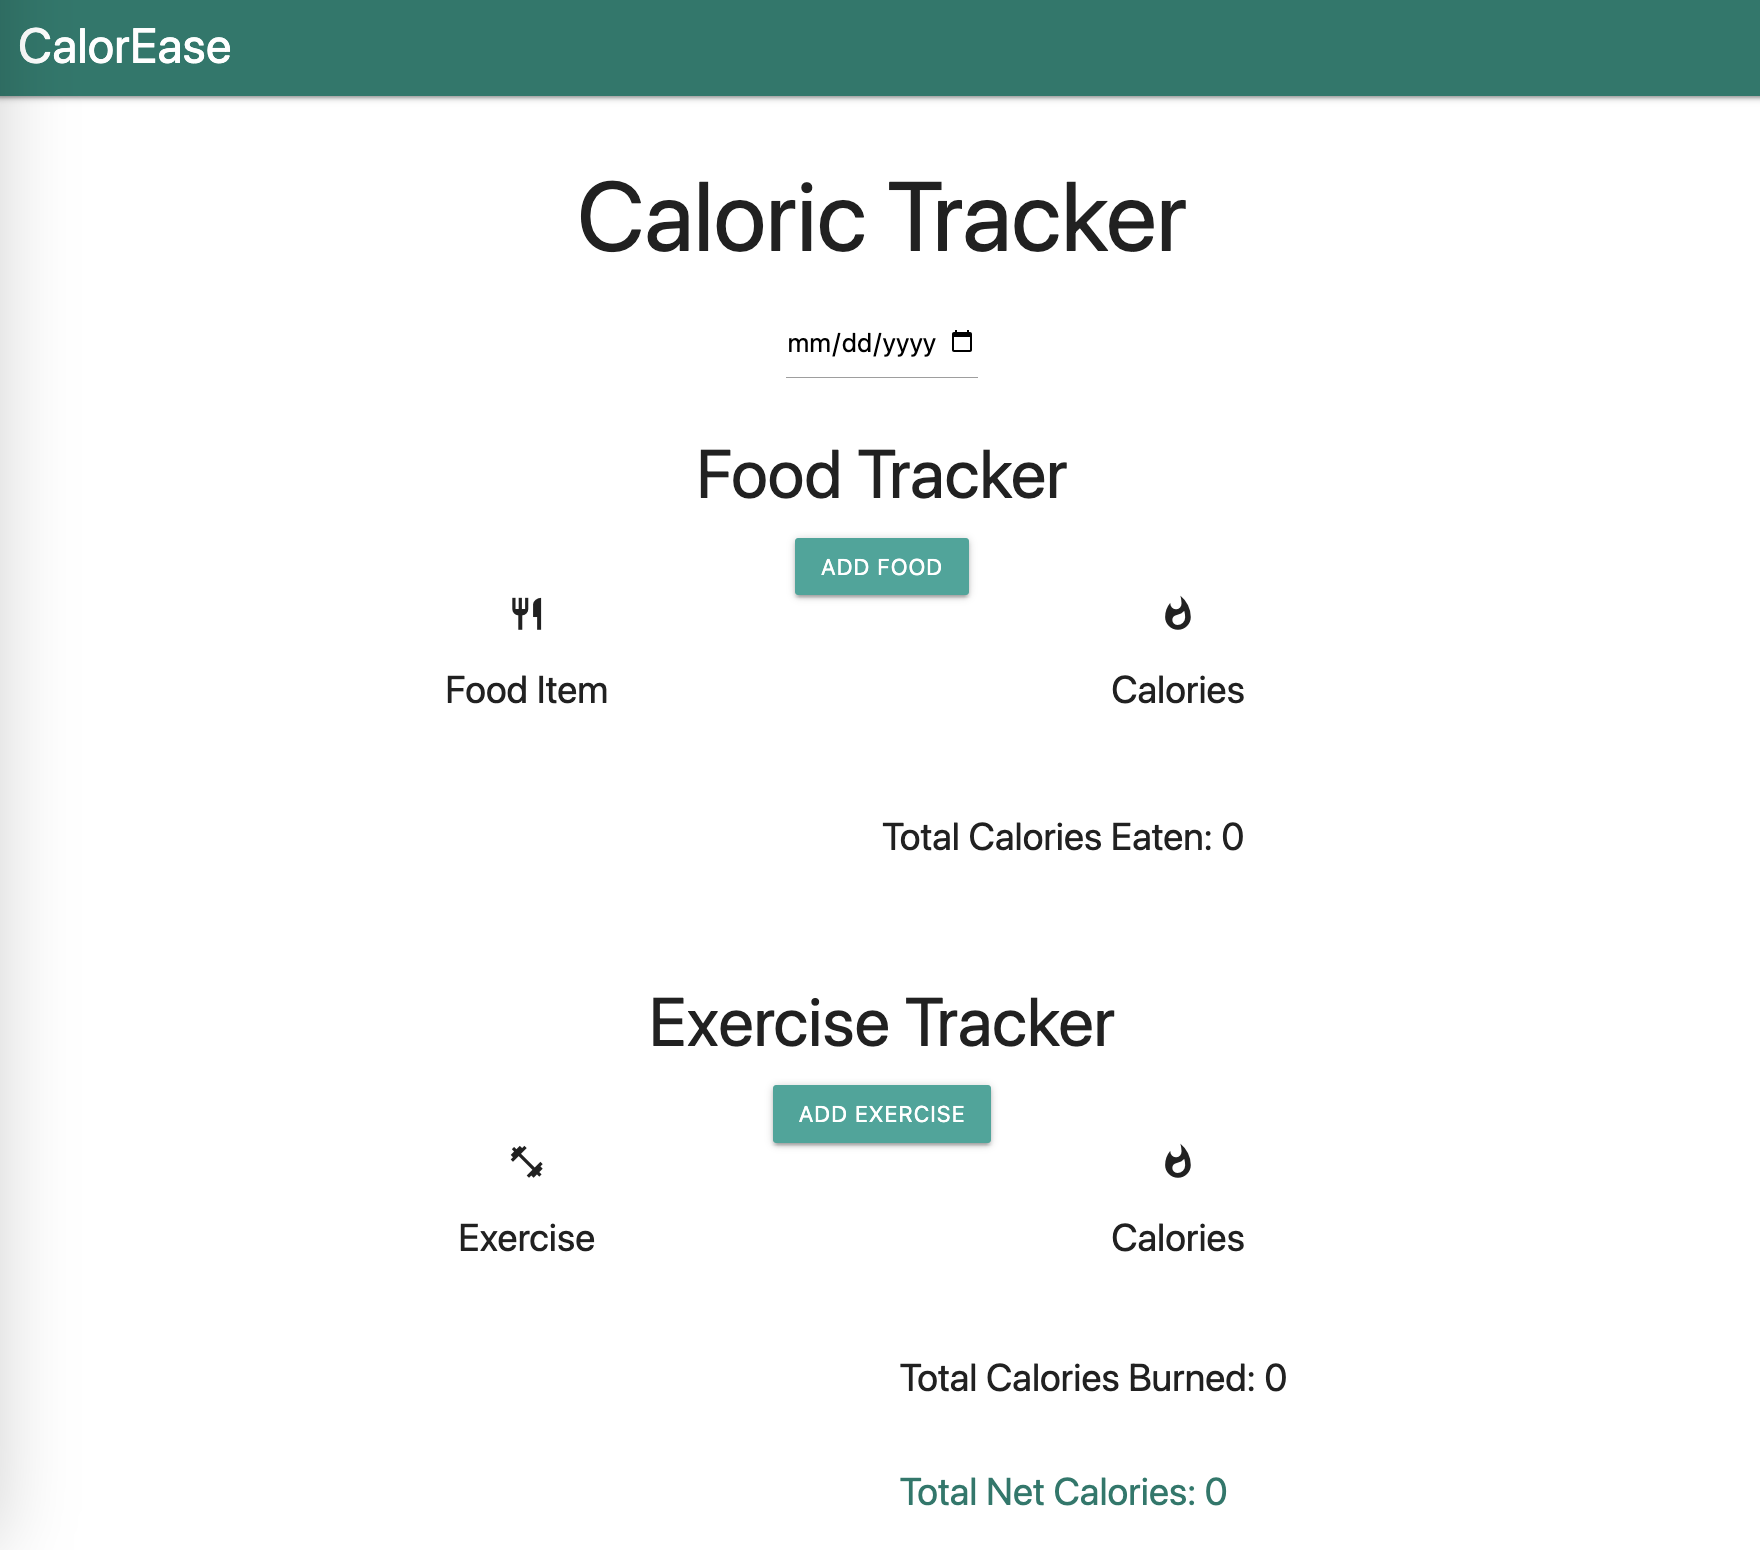 CalorEase
Caloric Tracker
mm/dd/yyyy
Food Tracker
ADD FOOD
Food Item
Calories
Total Calories Eaten: 0
Exercise Tracker
ADD EXERCISE
Exercise
Calories
Total Calories Burned: 0
Total Net Calories: 0